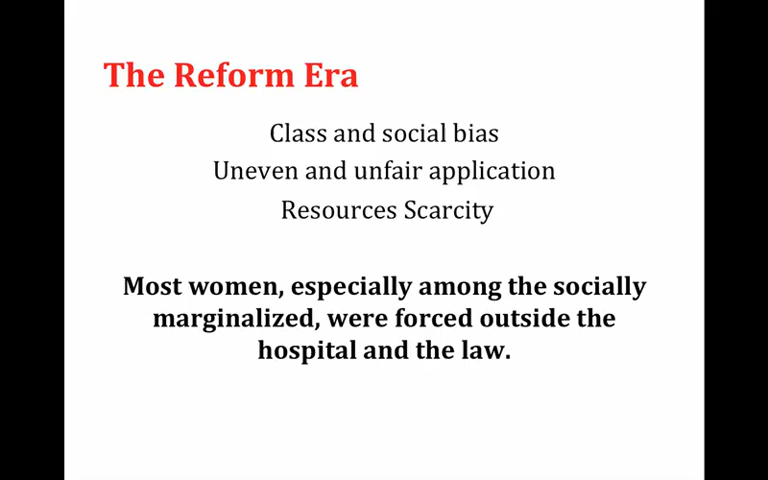 The Reform Era
Class and social bias
Uneven and unfair application
Resources Scarcity
Most women, especially among the socially
marginalized, were forced outside the
hospital and the law.